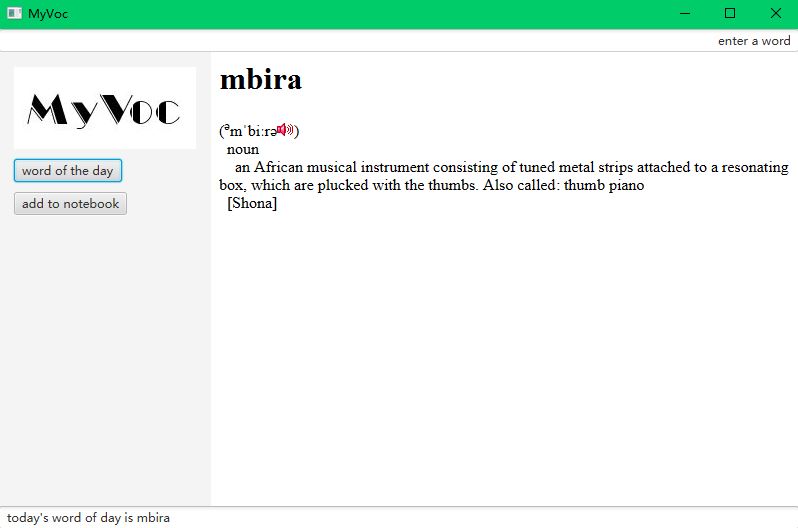 MyVoc
enter a word
MyVoc
word of the day
add to notebook
mbira
(ᵊmˈbiːrə)
noun
an African musical instrument consisting of tuned metal strips attached to a resonating
box, which are plucked with the thumbs. Also called: thumb piano
[Shona]
today's word of day is mbira